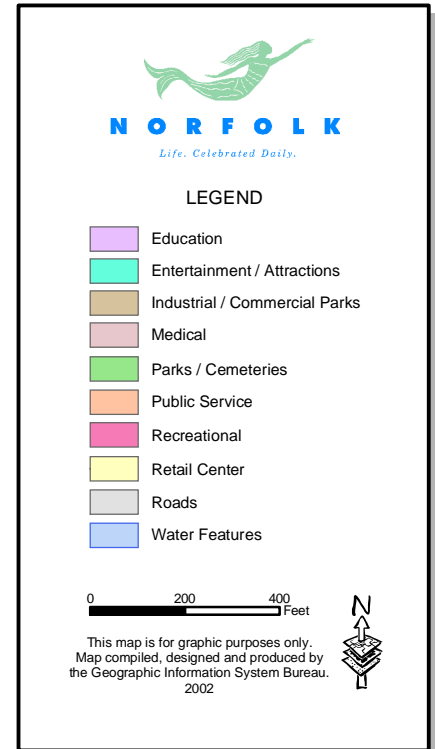 NORFOLK
Life. Celebrated Daily.
LEGEND
Education
Entertainment / Attractions
Industrial / Commercial Parks
Medical
Parks / Cemeteries
Public Service
Recreational
Retail Center
Roads
Water Features
0 200 400
Feet
N
This map is for graphic purposes only.
Map compiled, designed and produced by
the Geographic Information System Bureau.
2002